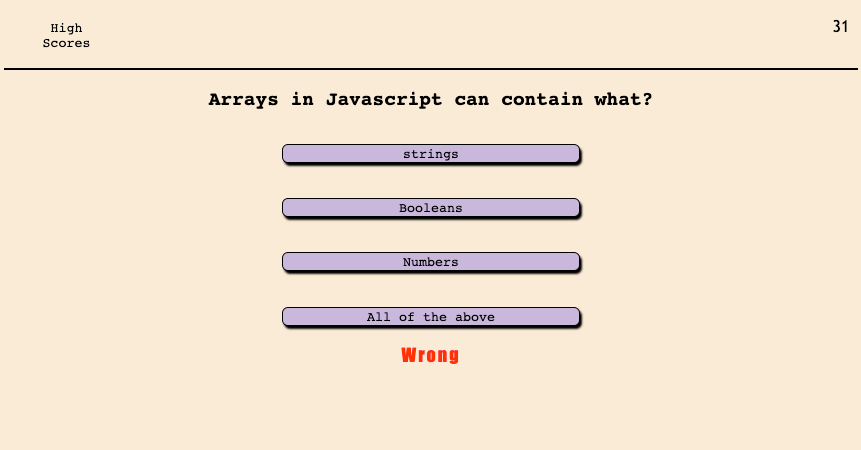 High
Scores
31
Arrays in Javascript can contain what?
strings
Booleans
Numbers
All of the above
Wrong